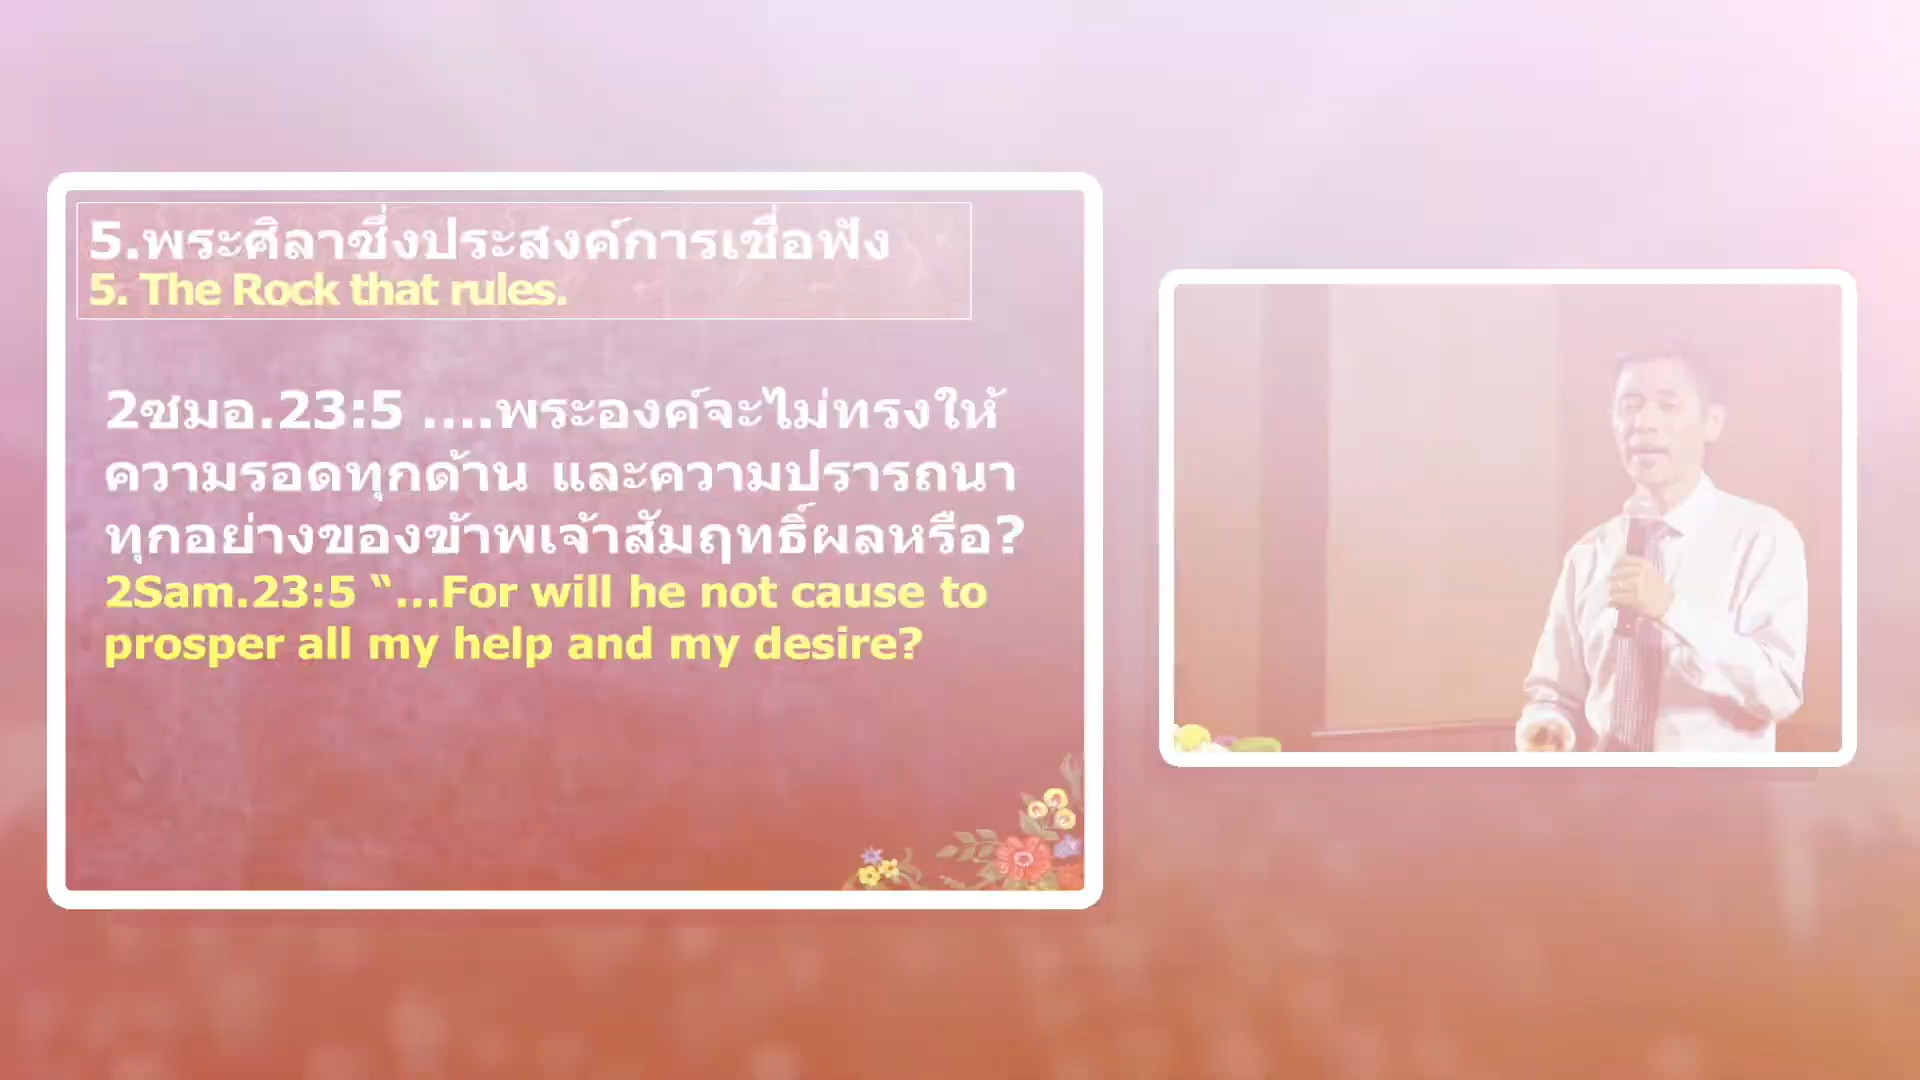 5.พระศิลาซึ่งประสงค์การเชื่อฟัง
5. The Rock that rules.
2ซมอ.23:5 ....พระองค์จะไม่ทรงให้
ความรอดทุกด้าน และความปรารถนา
ทุกอย่างของข้าพเจ้าสัมฤทธิ์ผลหรือ?
2Sam.23:5 “...For will he not cause to
prosper all my help and my desire?